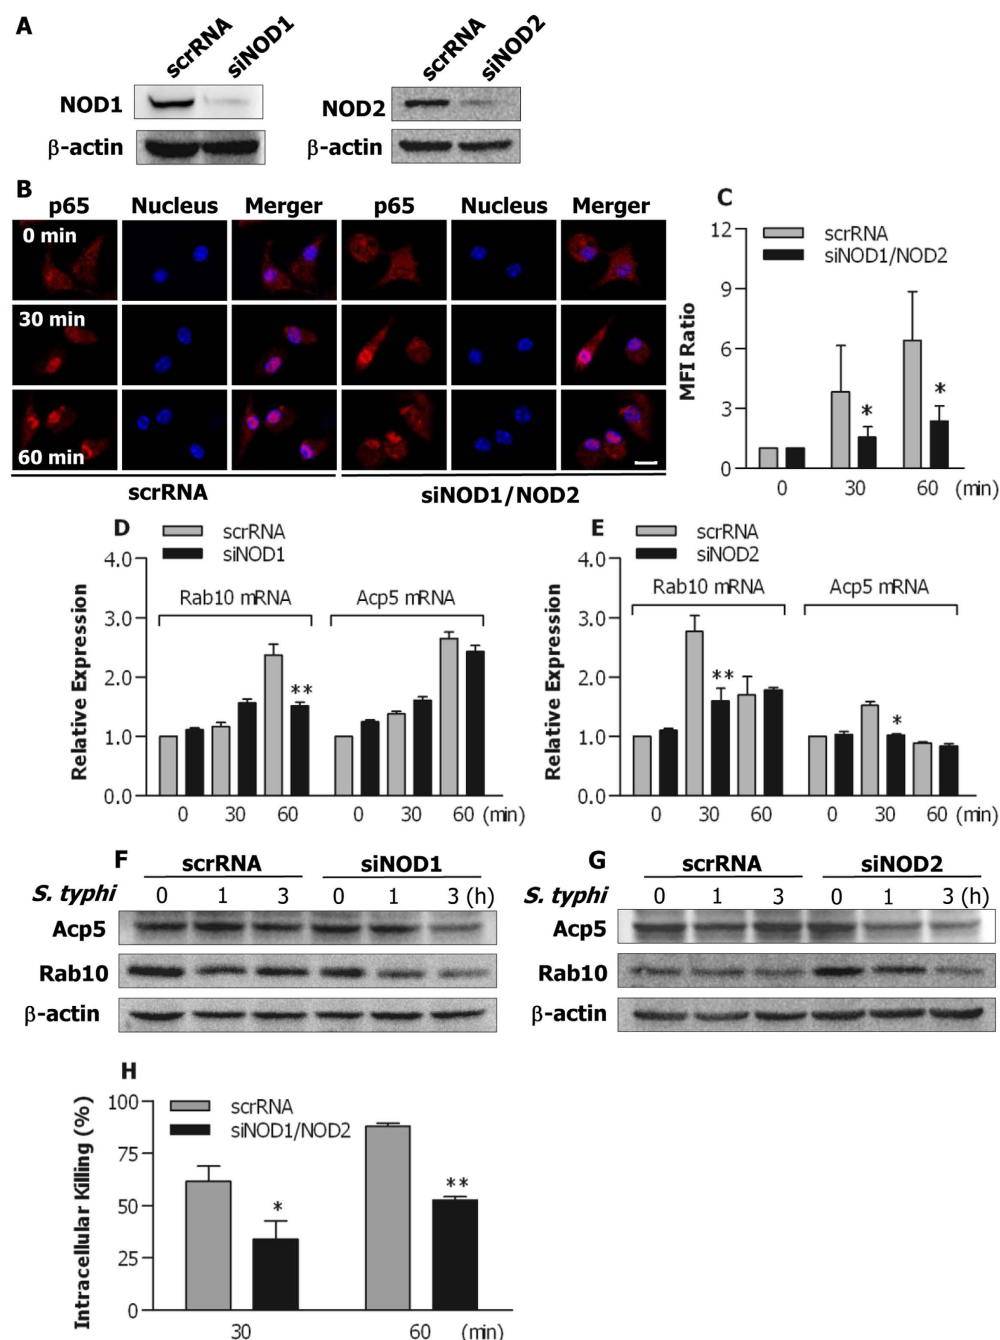 A
scrRNA siNOD1
NOD1
β-actin
scrRNA siNOD2
NOD2
β-actin
B
p65 Nucleus Merger p65 Nucleus Merger
0 min
30 min
60 min
scrRNA siNOD1/NOD2
C
scrRNA
siNOD1/NOD2
MFI Ratio
12
9
6
3
0
* *
0 30 60 (min)
D
scrRNA
siNOD1
Relative Expression
4.0
3.0
2.0
1.0
0.0
Rab10 mRNA Acp5 mRNA
**
0 30 60 0 30 60 (min)
E
scrRNA
siNOD2
Relative Expression
4.0
3.0
2.0
1.0
0.0
Rab10 mRNA Acp5 mRNA
** *
0 30 60 0 30 60 (min)
F
scrRNA siNOD1
S. typhi 0 1 3 0 1 3 (h)
Acp5
Rab10
β-actin
G
scrRNA siNOD2
0 1 3 0 1 3 (h)
Acp5
Rab10
β-actin
H
scrRNA
siNOD1/NOD2
Intracellular Killing (%)
100
75
50
25
0
* **
30 60 (min)